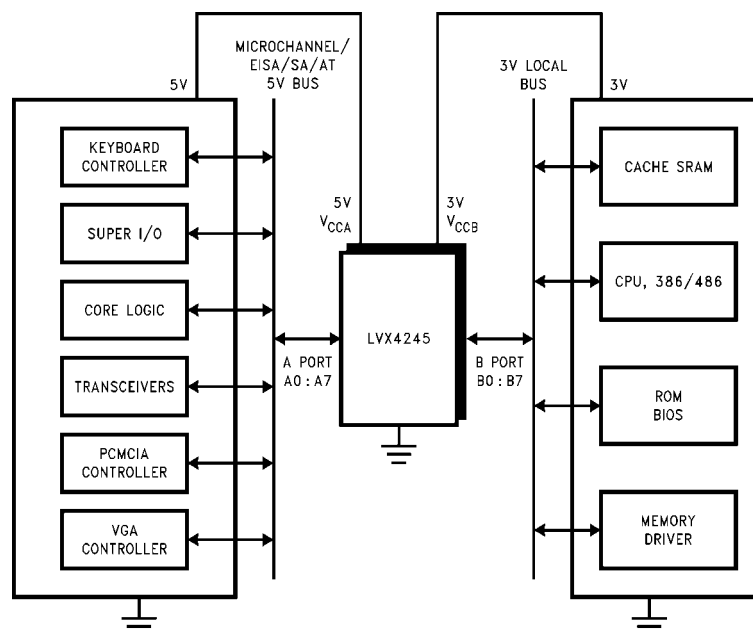 5V
MICROCHANNEL/
EISA/SA/AT
5V BUS
3V LOCAL
BUS
3V
KEYBOARD
CONTROLLER
SUPER I/O
CORE LOGIC
TRANSCEIVERS
PCMCIA
CONTROLLER
VGA
CONTROLLER
5V
VCCA
3V
VCCB
LVX4245
A PORT
A0:A7
B PORT
B0:B7
CACHE SRAM
CPU, 386/486
ROM
BIOS
MEMORY
DRIVER